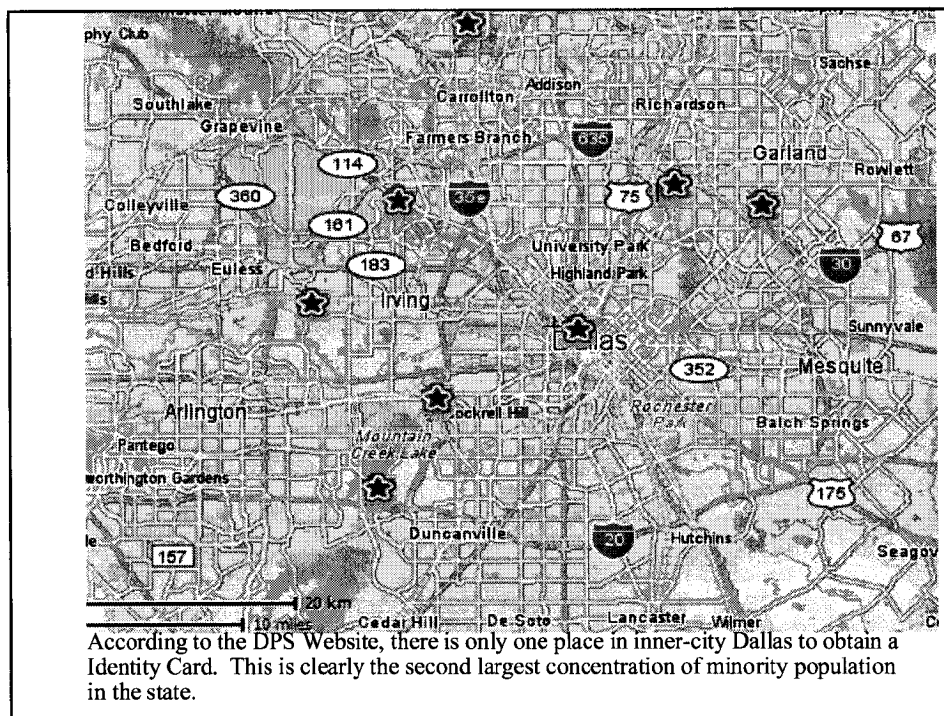 phy Club
Sachse
Addison
Carrollton
Southlake
Richardson
Grapevine
Farmers Branch
635
114
Garland
Rowlett
360
35e
75
Colleyville
161
67
Bedford
University Park
183
30
d Hills
Euless
Highland Park
ills
Irving
Sunnyvale
Dallas
352
Mesquite
Arlington
ockrell Hill
Rochester
Park
Balch Springs
Pantego
Mountain
Creek Lake
worthington Gardens
175
Duncanville
20
Hutchins
le
157
Seagov
20 km
10 miles
Cedar Hill
De Soto
Lancaster
Wilmer
According to the DPS Website, there is only one place in inner-city Dallas to obtain a
Identity Card. This is clearly the second largest concentration of minority population
in the state.